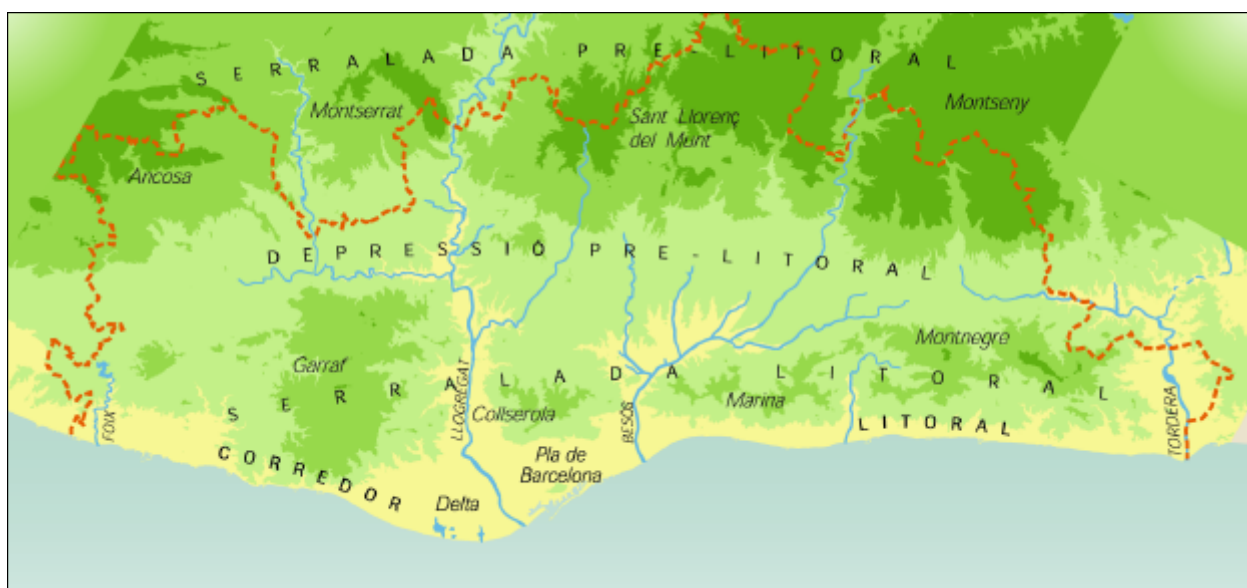 SERRALADA PRE-LITORAL
Montserrat
Montseny
Sant Llorenç
del Munt
Ancosa
DEPRESSIÓ PRE-LITORAL
Montnegre
Garraf
SERRALADA LITORAL
LLOGREGAT
Collserola
BESÒS
Marina
FOIX
TORDERA
CORREDOR LITORAL
Pla de
Barcelona
Delta